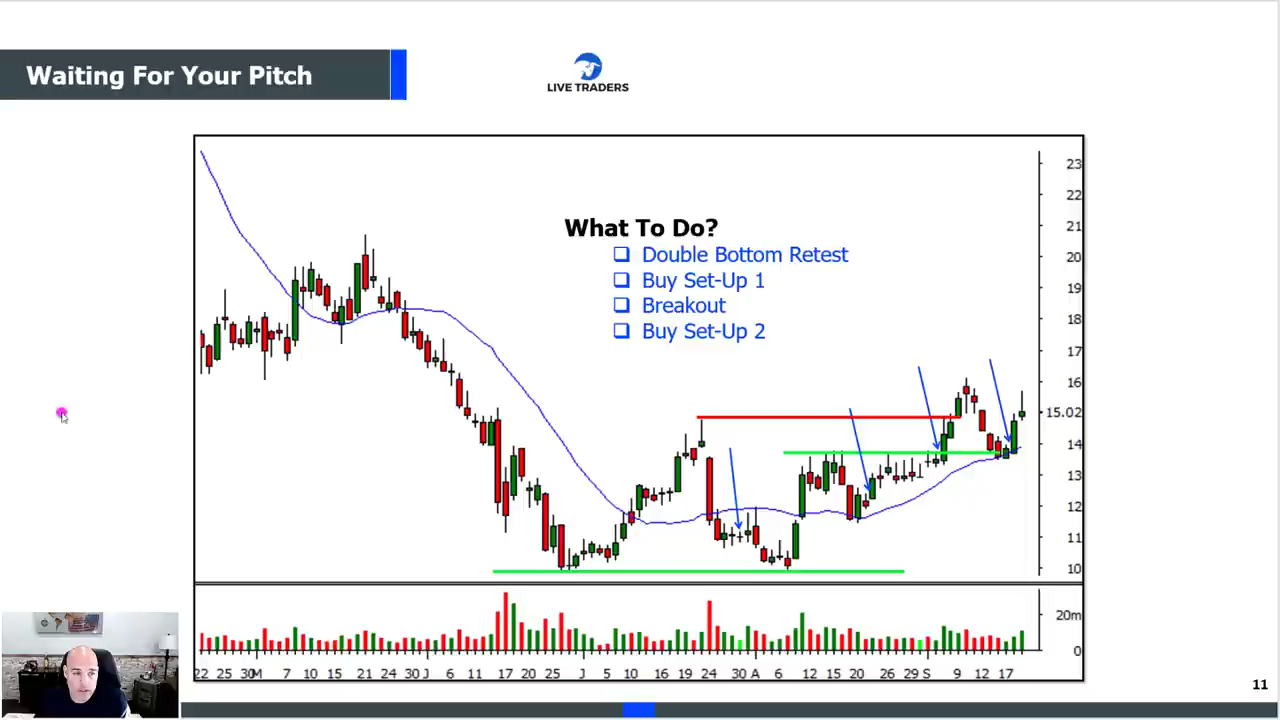 Waiting For Your Pitch
LIVE TRADERS
What To Do?
Double Bottom Retest
Buy Set-Up 1
Breakout
Buy Set-Up 2
23
22
21
20
19
18
17
16
15.02
14
13
12
11
10
20m
0
22 25 30M 7 10 15 21 24 30J 6 11 17 20 25 J 5 11 16 19 24 30 A 6 12 15 20 26 29 S 9 12 17
11